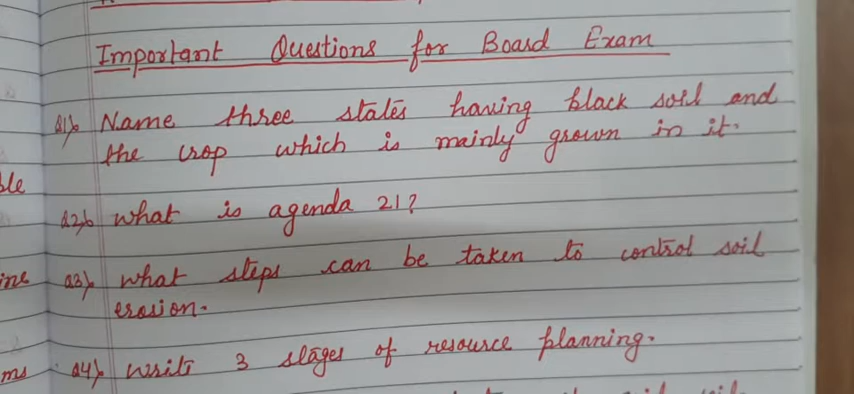 Important Questions for Board Exam
Q1) Name three states having black soil and
the crop which is mainly grown in it.
ble
Q2) what is agenda 21?
Q3) what steps can be taken to control soil
erosion.
Q4) write 3 stages of resource planning.
ms